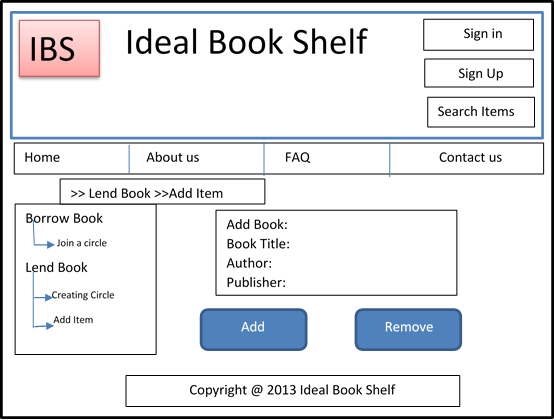 IBS
Ideal Book Shelf
Sign in
Sign Up
Search Items
Home About us FAQ Contact us
>> Lend Book >>Add Item
Borrow Book
Join a circle
Lend Book
Creating Circle
Add Item
Add Book:
Book Title:
Author:
Publisher:
Add Remove
Copyright @ 2013 Ideal Book Shelf